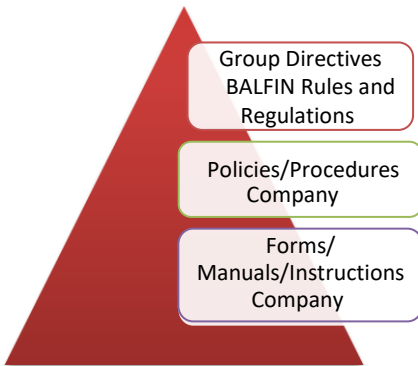 Group Directives
BALFIN Rules and
Regulations
Policies/Procedures
Company
Forms/
Manuals/Instructions
Company